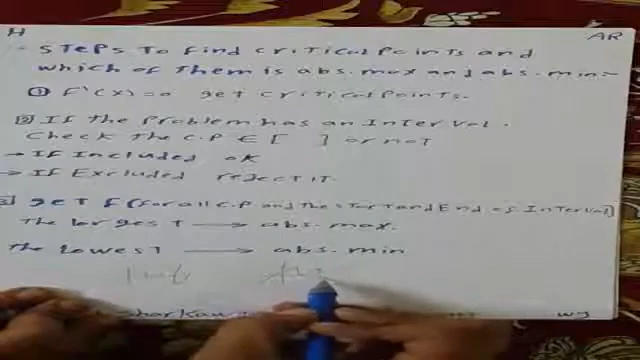 H AR
Steps To find critical Points and
which of Them is abs.max and abs.min=
① F'(x)=0 get critical Points.
② If the Problem has an Interval.
Check the C.P ∈ [ ] or not
→ If Included ok
→ If Excluded reject it
3 get F (for all C.P and the start and End of Interval)
The largest → abs.max.
The lowest → abs.min